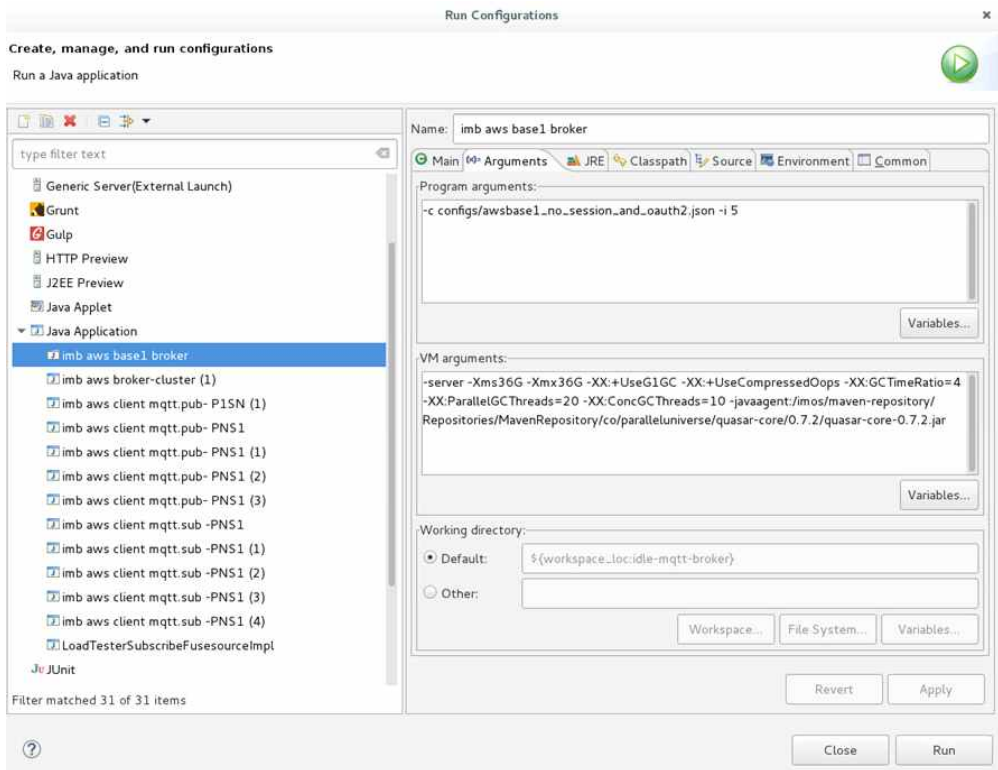 Run Configurations
Create, manage, and run configurations
Run a Java application
type filter text
Generic Server(External Launch)
Grunt
Gulp
HTTP Preview
J2EE Preview
Java Applet
Java Application
imb aws base1 broker
imb aws broker-cluster (1)
imb aws client mqtt.pub- P1SN (1)
imb aws client mqtt.pub- PNS1
imb aws client mqtt.pub- PNS1 (1)
imb aws client mqtt.pub- PNS1 (2)
imb aws client mqtt.pub- PNS1 (3)
imb aws client mqtt.sub -PNS1
imb aws client mqtt.sub -PNS1 (1)
imb aws client mqtt.sub -PNS1 (2)
imb aws client mqtt.sub -PNS1 (3)
imb aws client mqtt.sub -PNS1 (4)
LoadTesterSubscribeFusesourceImpl
JUnit
Filter matched 31 of 31 items
Name: imb aws base1 broker
Main Arguments JRE Classpath Source Environment Common
Program arguments:
-c configs/awsbase1_no_session_and_oauth2.json -i 5
Variables...
VM arguments:
-server -Xms36G -Xmx36G -XX:+UseG1GC -XX:+UseCompressedOops -XX:GCTimeRatio=4
-XX:ParallelGCThreads=20 -XX:ConcGCThreads=10 -javaagent:/imos/maven-repository/
Repositories/MavenRepository/co/paralleluniverse/quasar-core/0.7.2/quasar-core-0.7.2.jar
Variables...
Working directory:
Default: ${workspace_loc:idle-mqtt-broker}
Other:
Workspace... File System... Variables...
Revert Apply
Close Run